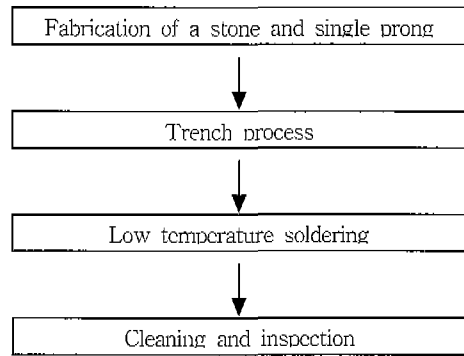 Fabrication of a stone and single prong
Trench process
Low temperature soldering
Cleaning and inspection